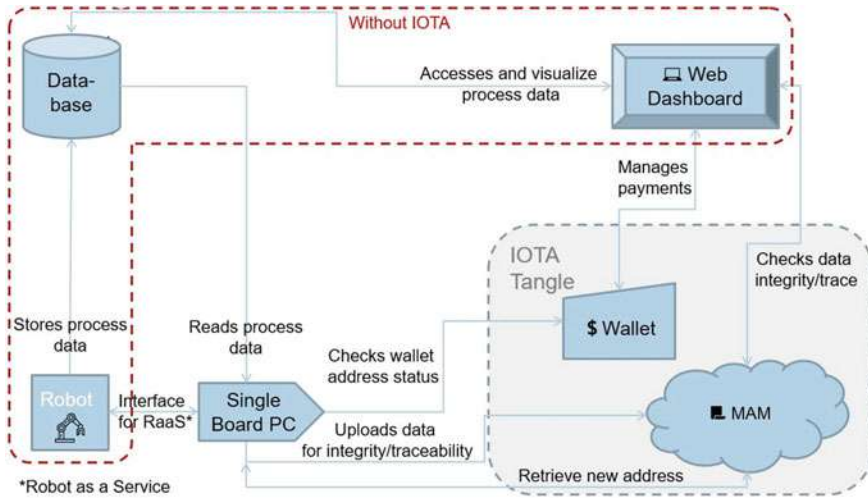 Without IOTA
Data-
base
Accesses and visualize
process data
Web
Dashboard
Manages
payments
IOTA
Tangle
Checks data
integrity/trace
$ Wallet
Stores process
data
Reads process
data
Checks wallet
address status
Robot
Interface
for RaaS*
Single
Board PC
Uploads data
for integrity/traceability
MAM
Retrieve new address
*Robot as a Service